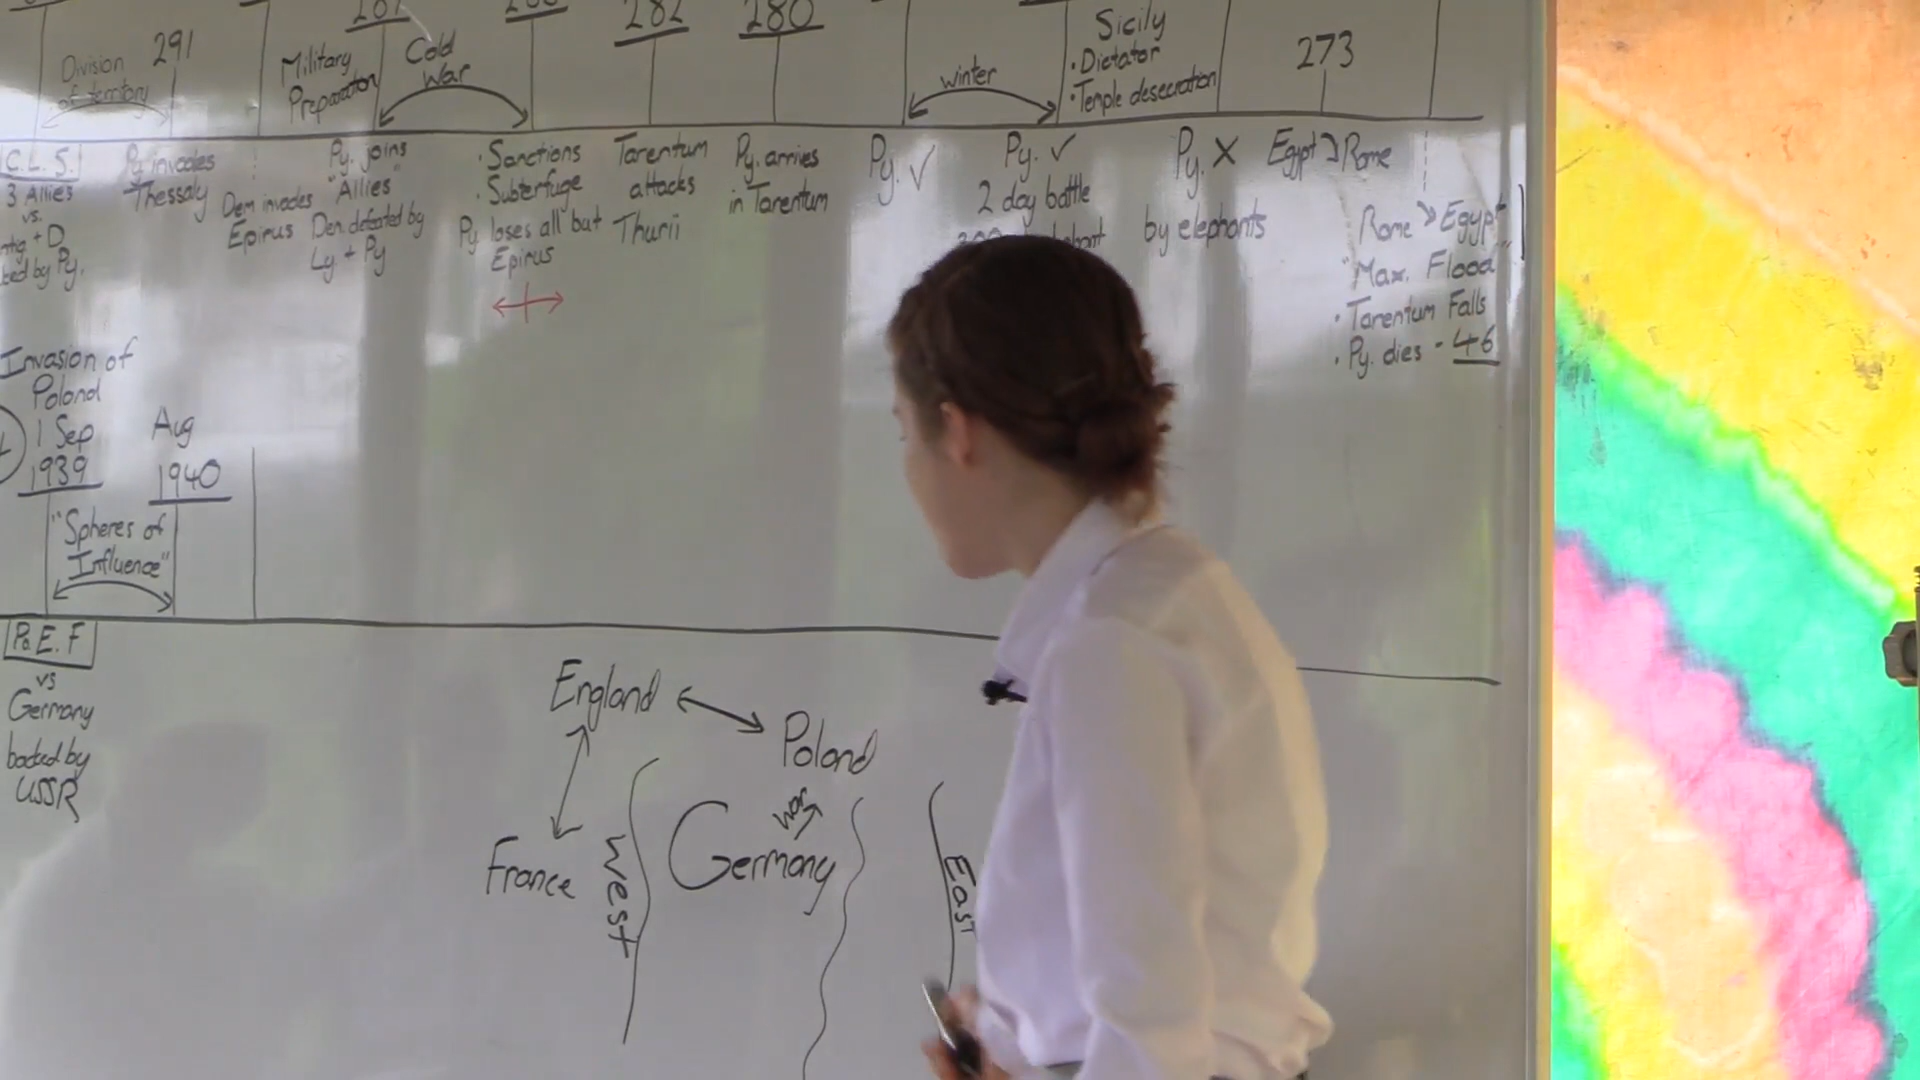 291
282
280
273
Division
of territory
Military
Preparation
Cold
War
winter
Sicily
• Dictator
• Temple desecration
C.L.S.
3 Allies
vs.
+ D
by Py.
Py invades
Thessaly
Dem invades
Epirus
Py. joins
"Allies"
Dem. defeated by
Ly + Py
• Sanctions
• Subterfuge
Py loses all but
Epirus
Tarentum
attacks
Thurii
Py. arrives
in Tarentum
Py. ✓
Py. ✓
2 day battle
Py. X
by elephants
Egypt → Rome
Rome → Egypt
"Max. Flood"
• Tarentum Falls
• Py. dies - 46
Invasion of
Poland
1 Sep
1939
Aug
1940
"Spheres of
Influence"
P.E.F
vs
Germany
backed by
USSR
England
Poland
war
France
West
Germany
East